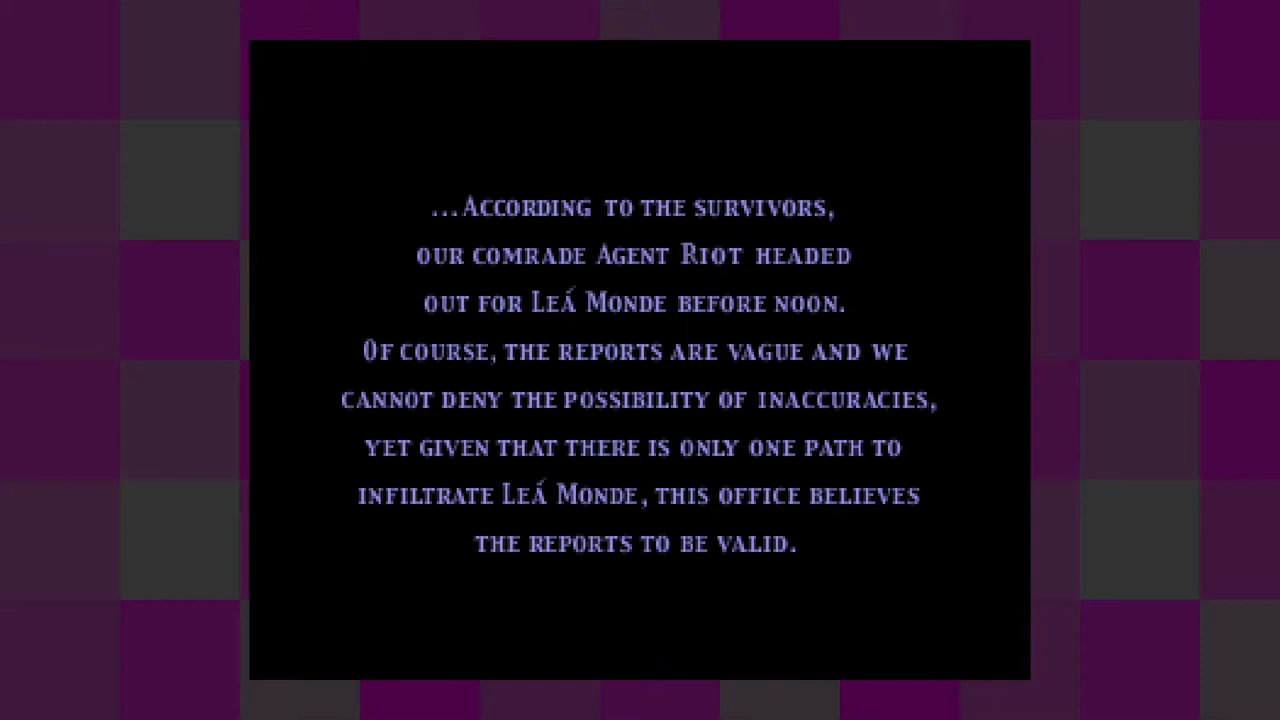 ...According to the survivors,
our comrade Agent Riot headed
out for Leá Monde before noon.
Of course, the reports are vague and we
cannot deny the possibility of inaccuracies,
yet given that there is only one path to
infiltrate Leá Monde, this office believes
the reports to be valid.